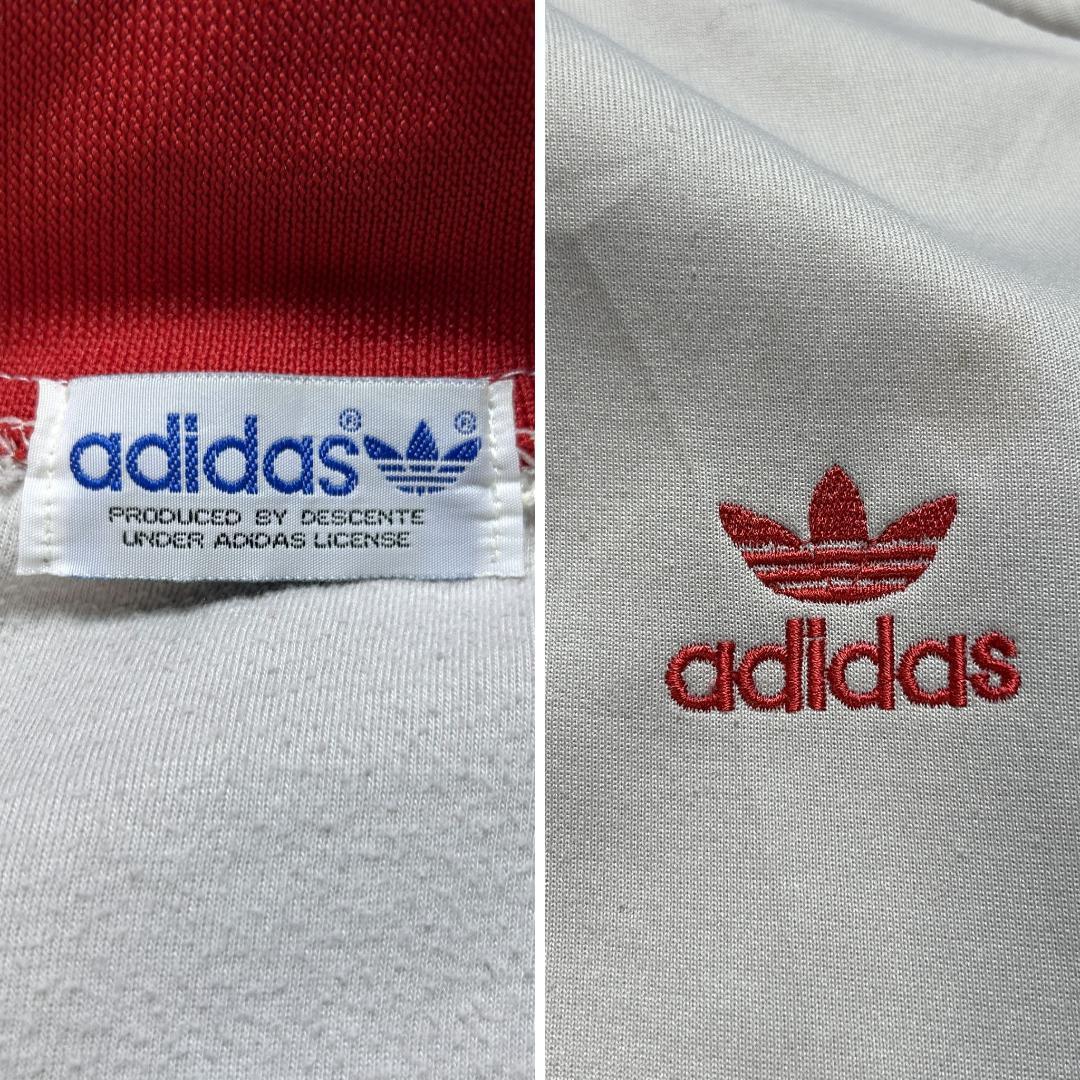 adidas® ®
PRODUCED BY DESCENTE
UNDER ADIDAS LICENSE
adidas